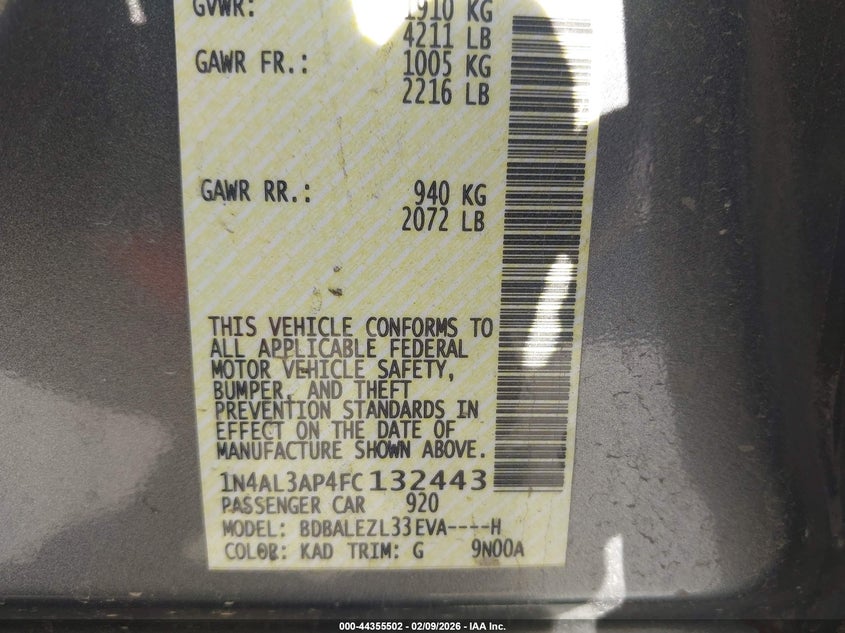 GVWR: 1910 KG
4211 LB
GAWR FR.: 1005 KG
2216 LB
GAWR RR.: 940 KG
2072 LB
THIS VEHICLE CONFORMS TO
ALL APPLICABLE FEDERAL
MOTOR VEHICLE SAFETY,
BUMPER, AND THEFT
PREVENTION STANDARDS IN
EFFECT ON THE DATE OF
MANUFACTURE SHOWN ABOVE.
1N4AL3AP4FC132443
PASSENGER CAR 920
MODEL: BDBALEZL33EVA----H
COLOR: KAD TRIM: G 9N00A
000-44355502 - 02/09/2026 - IAA Inc.